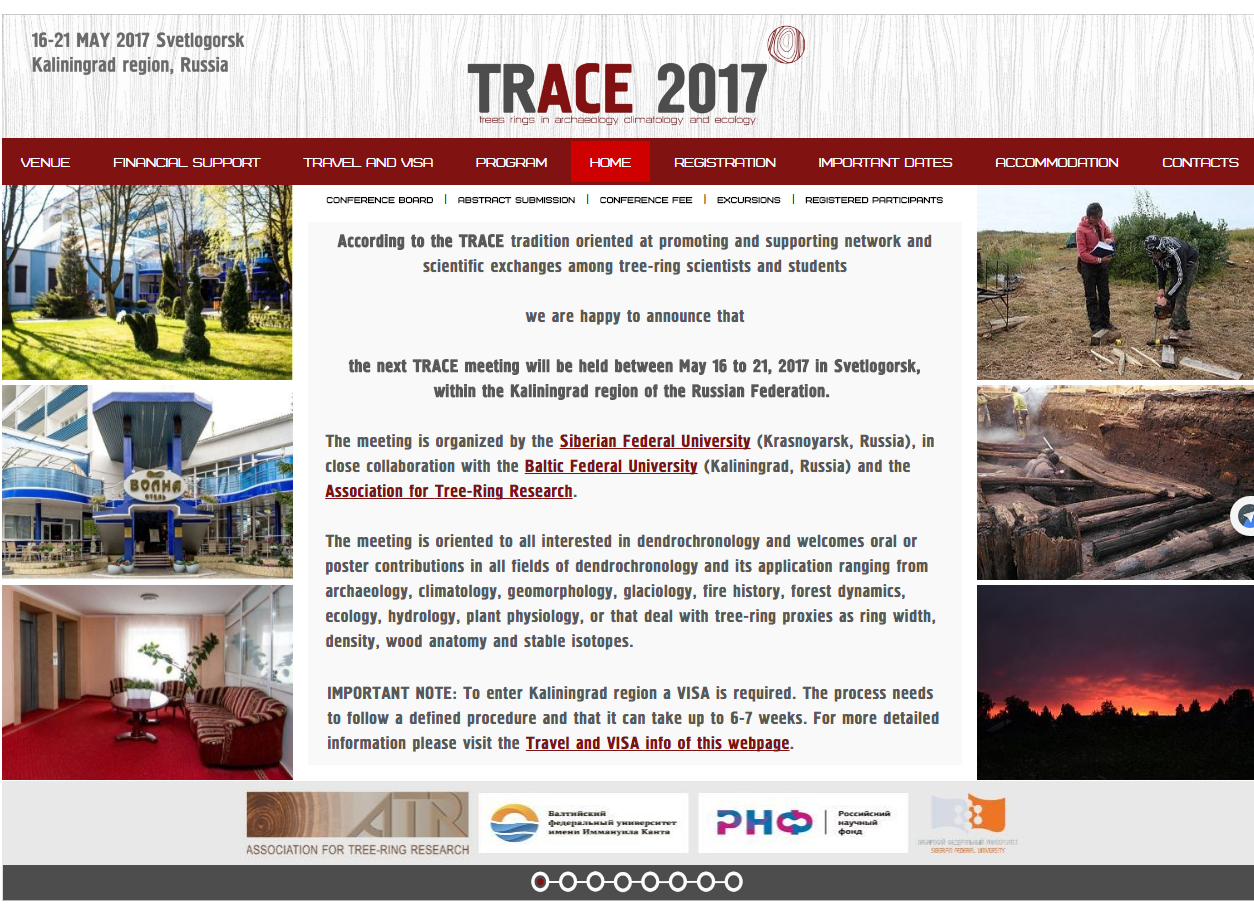 16-21 MAY 2017 Svetlogorsk
Kaliningrad region, Russia
TRACE 2017
trees rings in archaeology climatology and ecology
VENUE FINANCIAL SUPPORT TRAVEL AND VISA PROGRAM HOME REGISTRATION IMPORTANT DATES ACCOMMODATION CONTACTS
CONFERENCE BOARD | ABSTRACT SUBMISSION | CONFERENCE FEE | EXCURSIONS | REGISTERED PARTICIPANTS
According to the TRACE tradition oriented at promoting and supporting network and
scientific exchanges among tree-ring scientists and students
we are happy to announce that
the next TRACE meeting will be held between May 16 to 21, 2017 in Svetlogorsk,
within the Kaliningrad region of the Russian Federation.
The meeting is organized by the Siberian Federal University (Krasnoyarsk, Russia), in
close collaboration with the Baltic Federal University (Kaliningrad, Russia) and the
Association for Tree-Ring Research.
The meeting is oriented to all interested in dendrochronology and welcomes oral or
poster contributions in all fields of dendrochronology and its application ranging from
archaeology, climatology, geomorphology, glaciology, fire history, forest dynamics,
ecology, hydrology, plant physiology, or that deal with tree-ring proxies as ring width,
density, wood anatomy and stable isotopes.
IMPORTANT NOTE: To enter Kaliningrad region a VISA is required. The process needs
to follow a defined procedure and that it can take up to 6-7 weeks. For more detailed
information please visit the Travel and VISA info of this webpage.
ВОЛНА
ОТЕЛЬ
ATR
ASSOCIATION FOR TREE-RING RESEARCH
Балтийский
федеральный университет
имени Иммануила Канта
РНФ
Российский
научный
фонд
SIBERIAN FEDERAL UNIVERSITY